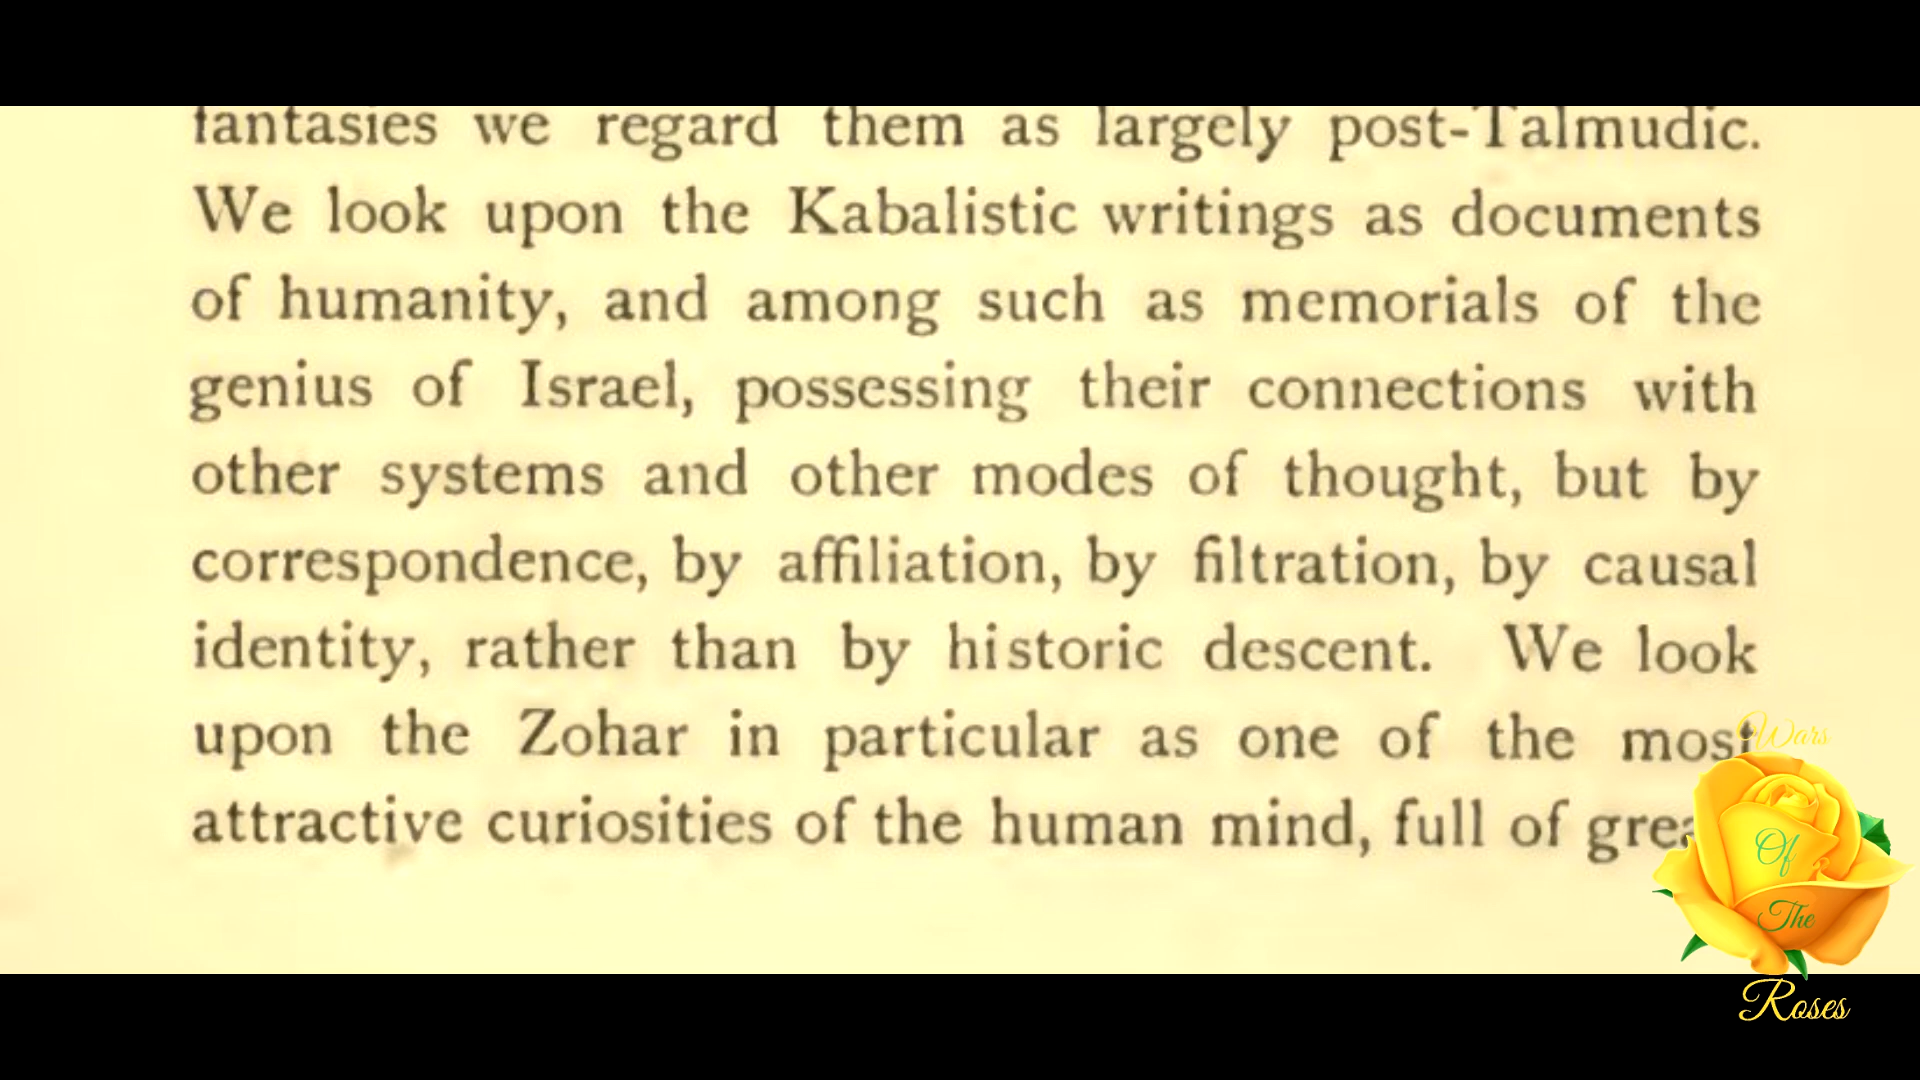 fantasies we regard them as largely post-Talmudic.
We look upon the Kabalistic writings as documents
of humanity, and among such as memorials of the
genius of Israel, possessing their connections with
other systems and other modes of thought, but by
correspondence, by affiliation, by filtration, by causal
identity, rather than by historic descent. We look
upon the Zohar in particular as one of the most
attractive curiosities of the human mind, full of
Wars
Of
The
Roses